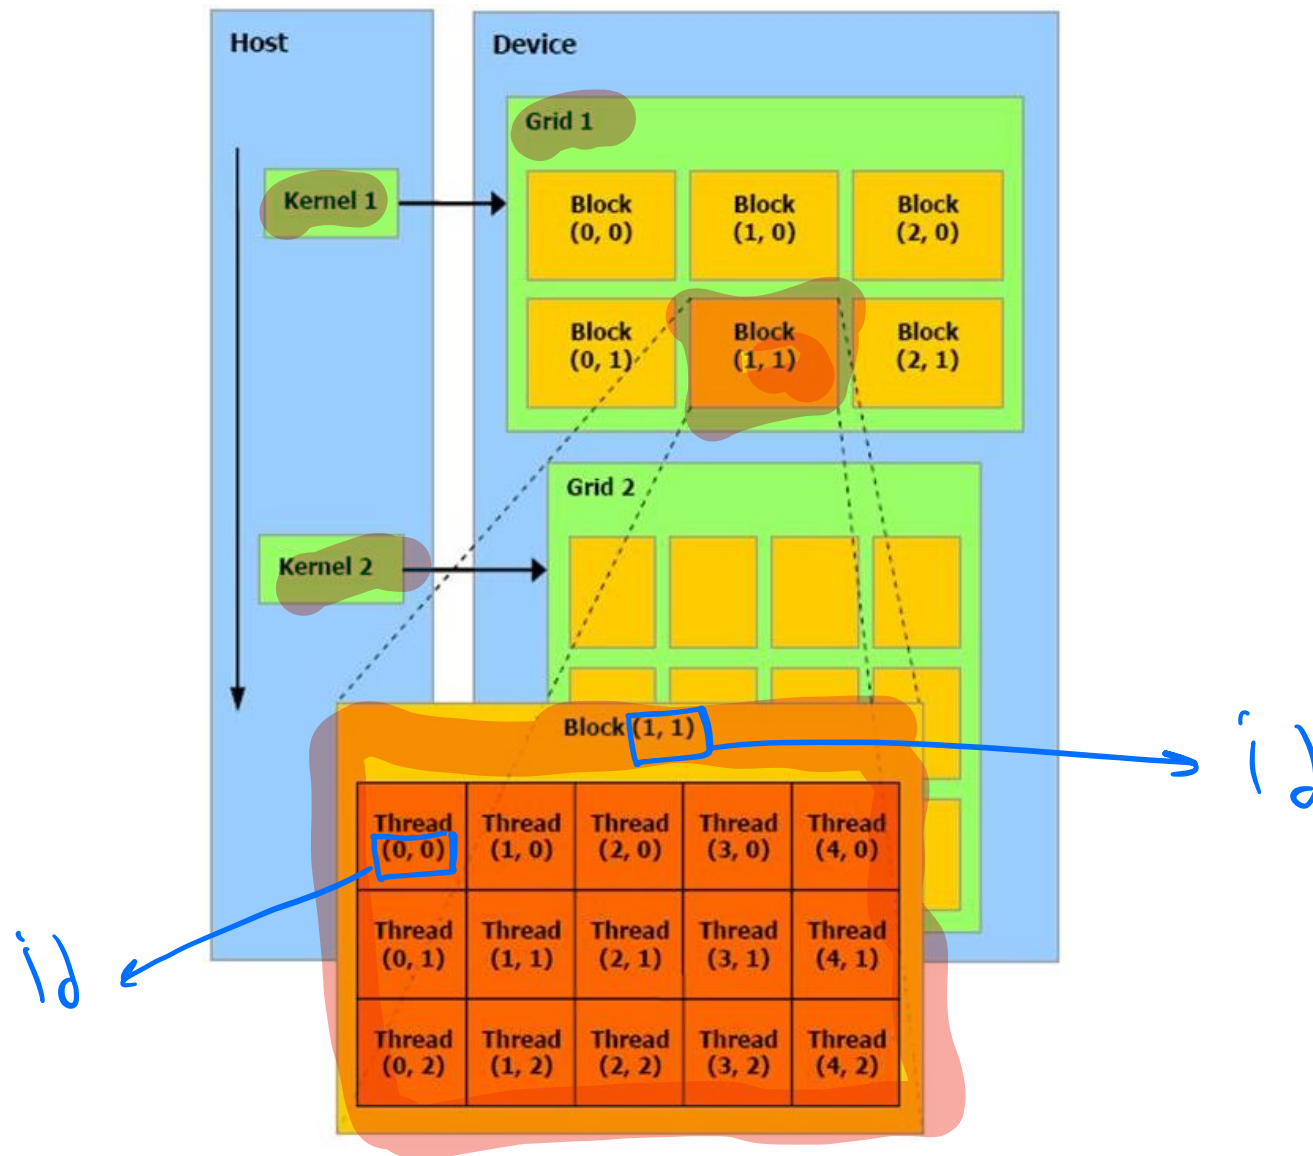 Host
Device
Grid 1
Kernel 1
Block
(0, 0)
Block
(1, 0)
Block
(2, 0)
Block
(0, 1)
Block
(1, 1)
Block
(2, 1)
Grid 2
Kernel 2
Block (1, 1)
id
Thread
(0, 0)
Thread
(1, 0)
Thread
(2, 0)
Thread
(3, 0)
Thread
(4, 0)
id
Thread
(0, 1)
Thread
(1, 1)
Thread
(2, 1)
Thread
(3, 1)
Thread
(4, 1)
Thread
(0, 2)
Thread
(1, 2)
Thread
(2, 2)
Thread
(3, 2)
Thread
(4, 2)